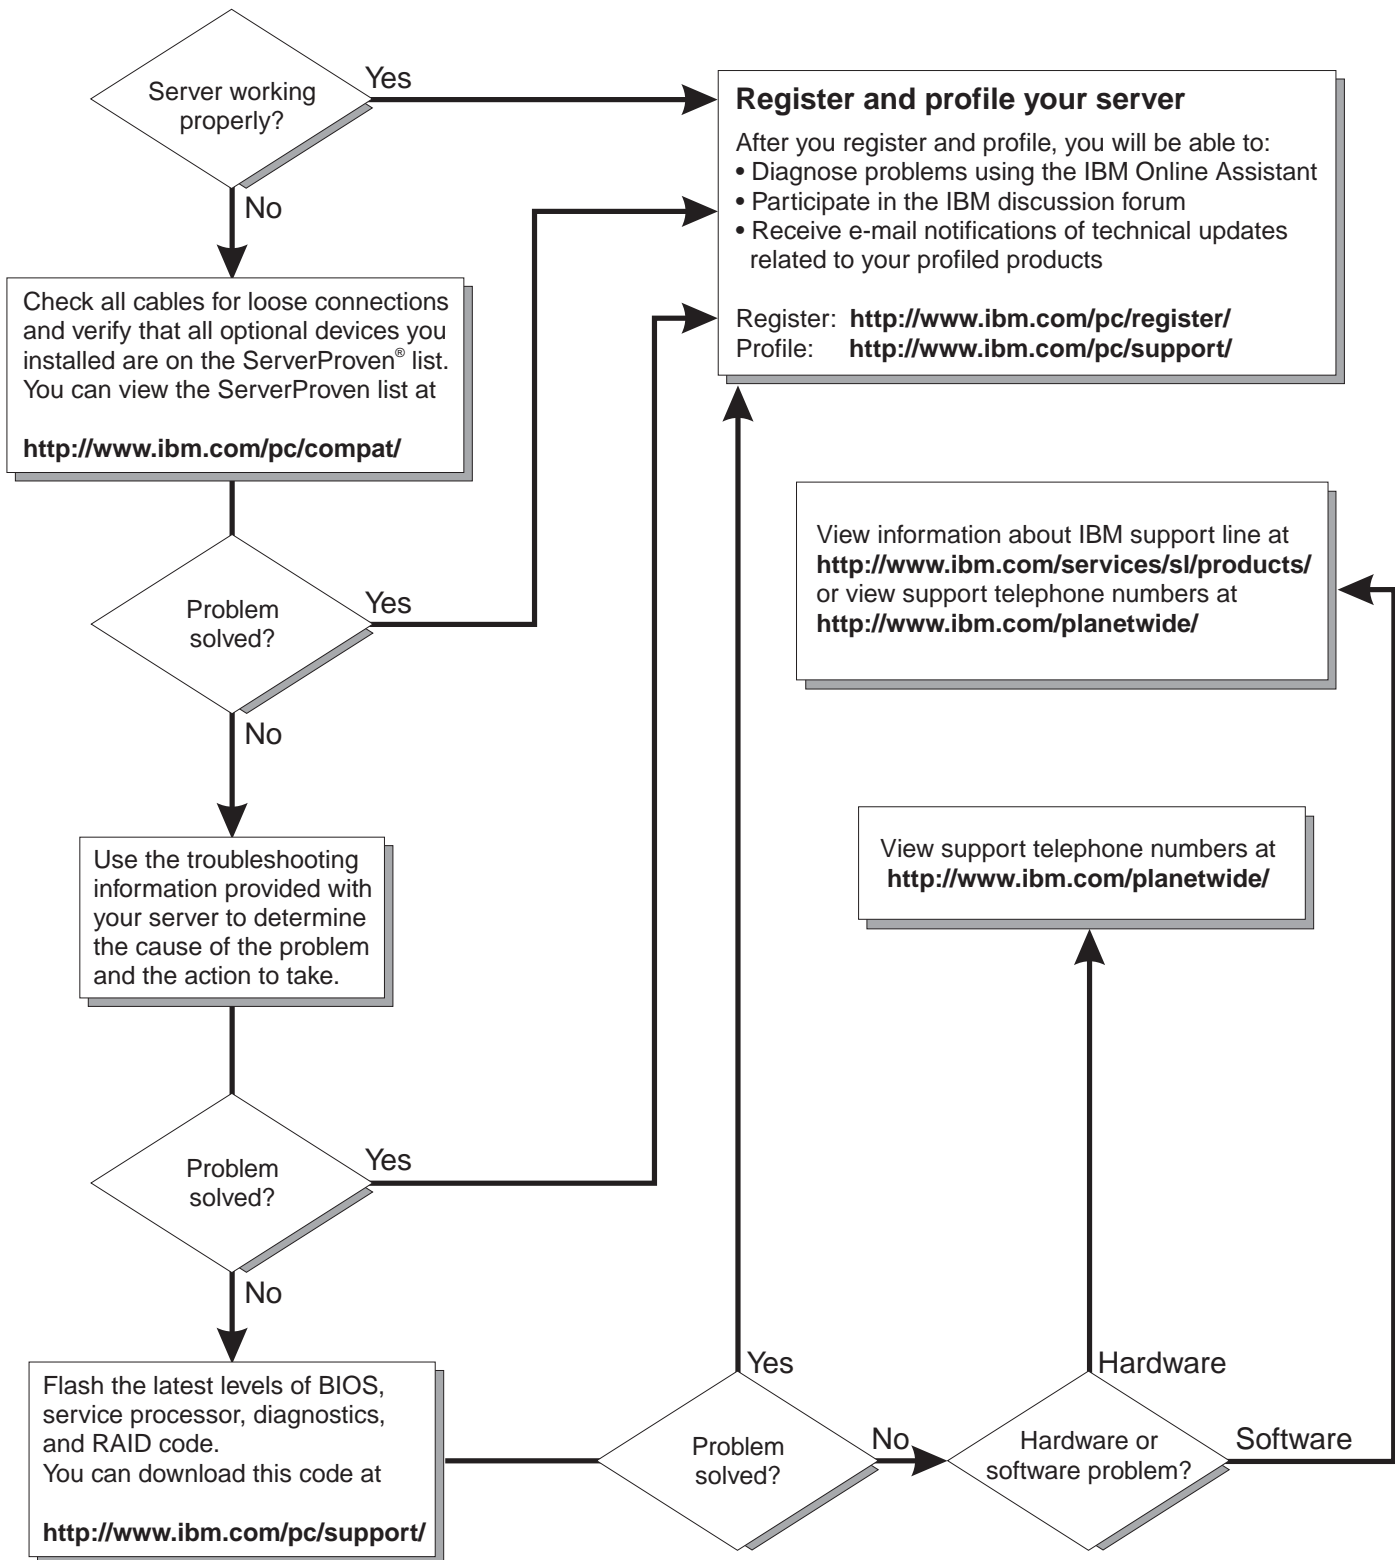 Server working
properly?
Yes
No
Register and profile your server
After you register and profile, you will be able to:
• Diagnose problems using the IBM Online Assistant
• Participate in the IBM discussion forum
• Receive e-mail notifications of technical updates
related to your profiled products
Register: http://www.ibm.com/pc/register/
Profile: http://www.ibm.com/pc/support/
Check all cables for loose connections
and verify that all optional devices you
installed are on the ServerProven® list.
You can view the ServerProven list at
http://www.ibm.com/pc/compat/
Problem
solved?
Yes
No
View information about IBM support line at
http://www.ibm.com/services/sl/products/
or view support telephone numbers at
http://www.ibm.com/planetwide/
Use the troubleshooting
information provided with
your server to determine
the cause of the problem
and the action to take.
View support telephone numbers at
http://www.ibm.com/planetwide/
Problem
solved?
Yes
No
Flash the latest levels of BIOS,
service processor, diagnostics,
and RAID code.
You can download this code at
http://www.ibm.com/pc/support/
Problem
solved?
Yes
No
Hardware or
software problem?
Hardware
Software